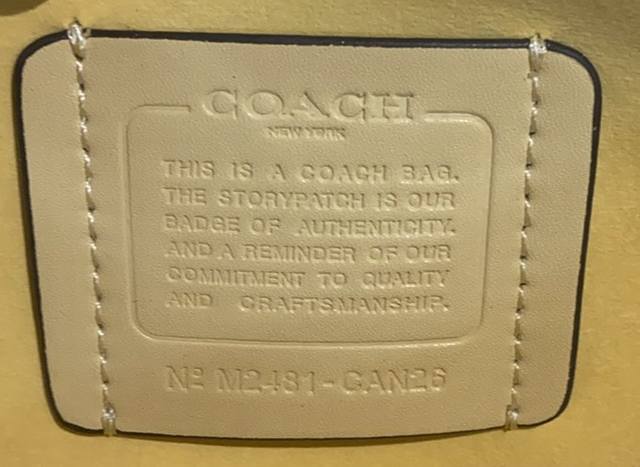 COACH
NEW YORK
THIS IS A COACH BAG.
THE STORYPATCH IS OUR
BADGE OF AUTHENTICITY.
AND A REMINDER OF OUR
COMMITMENT TO QUALITY
AND CRAFTSMANSHIP.
Nº M2481-CAN26